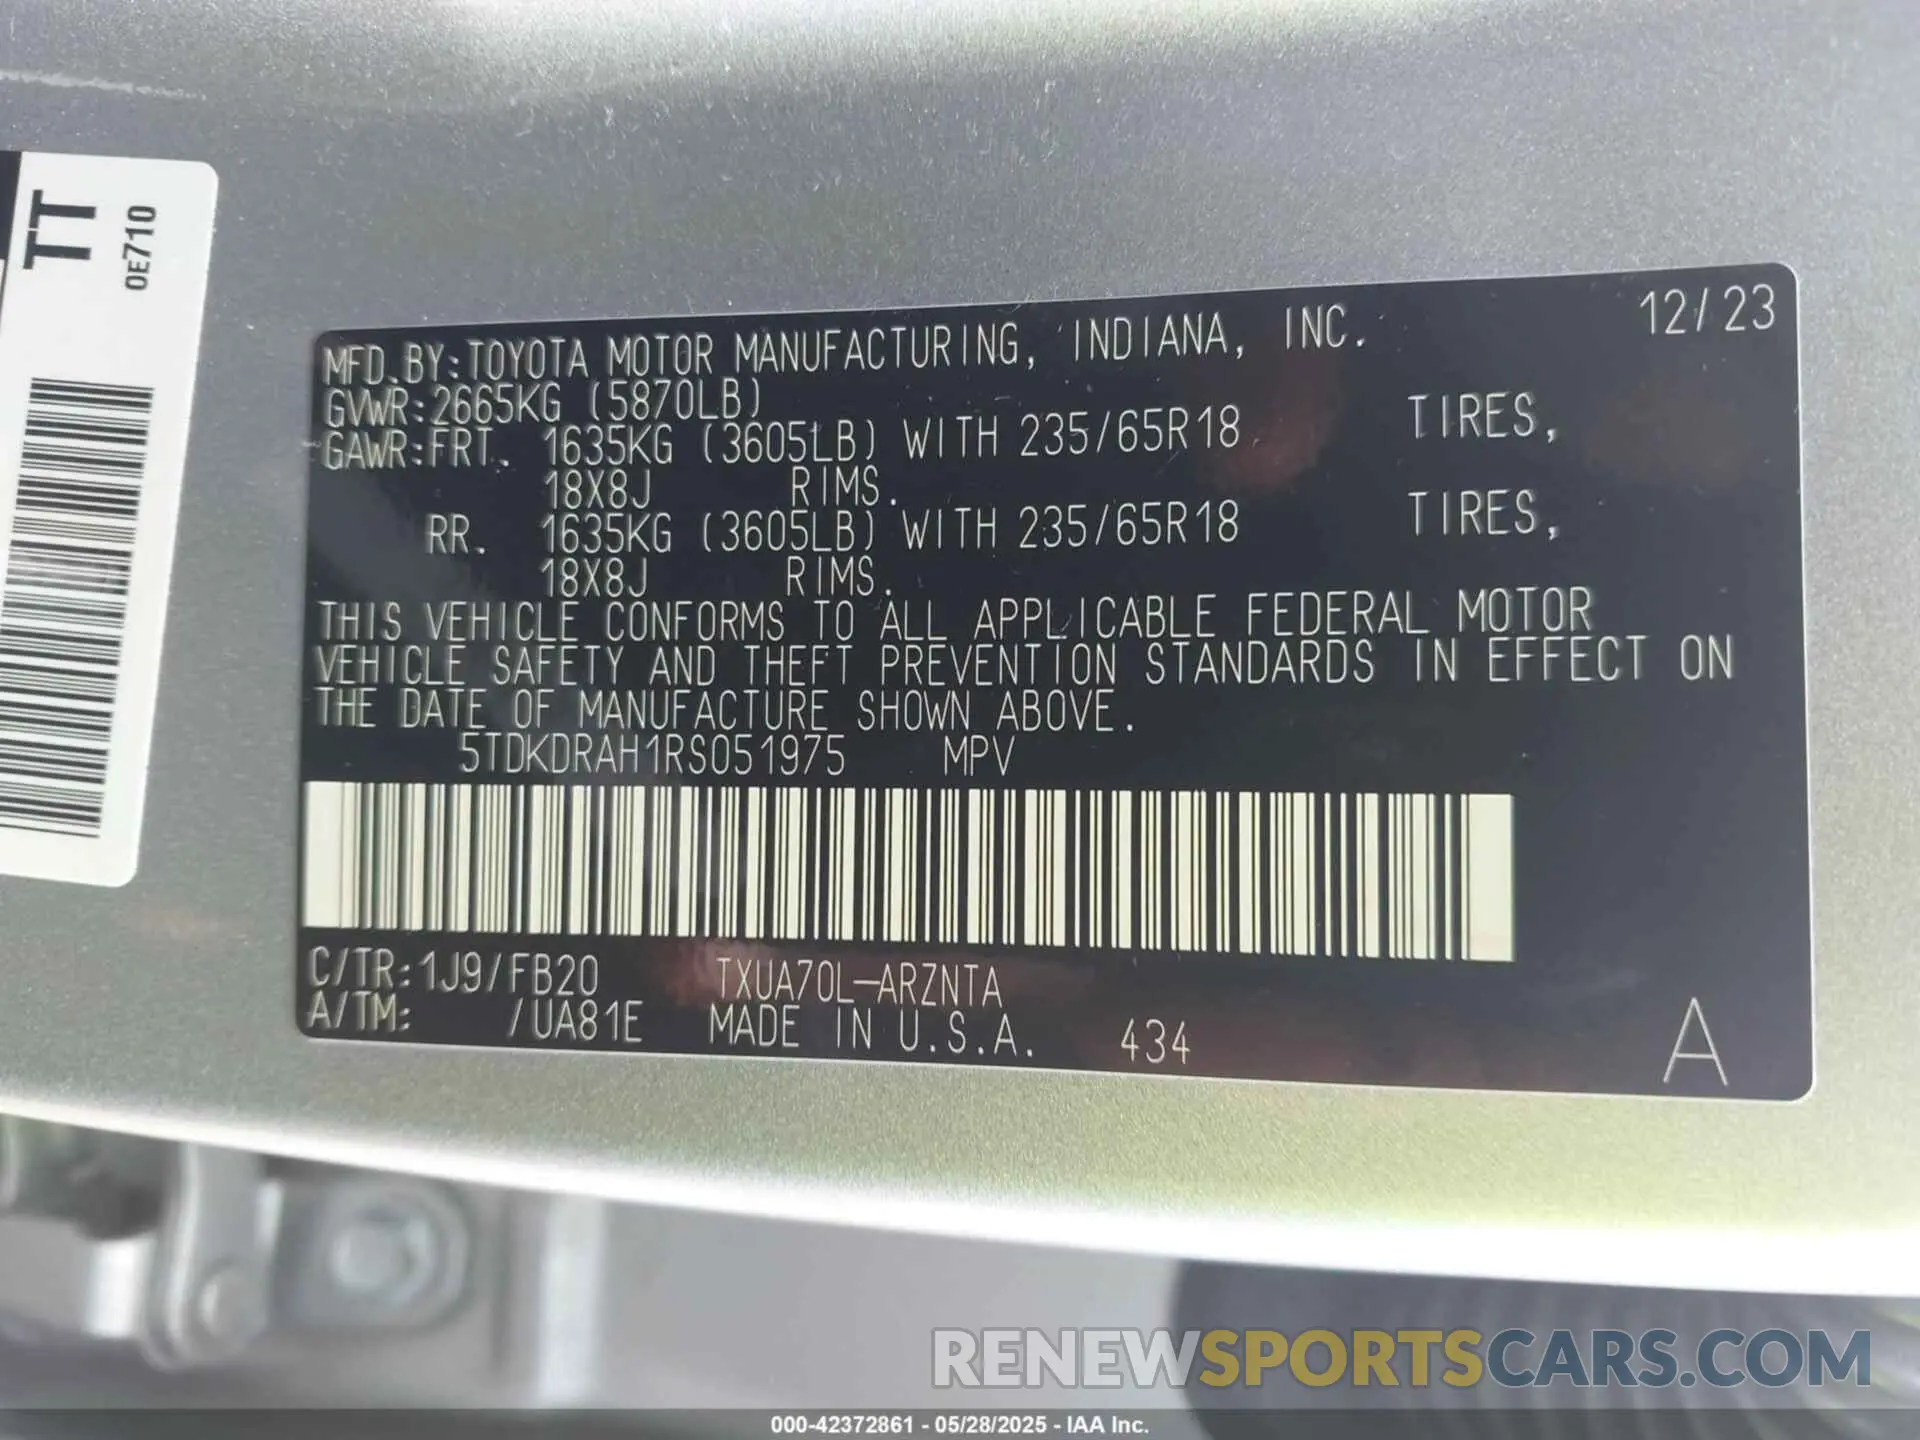 TT
0E710
12/23
MFD.BY:TOYOTA MOTOR MANUFACTURING, INDIANA, INC.
GVWR:2665KG (5870LB)
GAWR:FRT. 1635KG (3605LB) WITH 235/65R18 TIRES,
18X8J RIMS.
RR. 1635KG (3605LB) WITH 235/65R18 TIRES,
18X8J RIMS.
THIS VEHICLE CONFORMS TO ALL APPLICABLE FEDERAL MOTOR
VEHICLE SAFETY AND THEFT PREVENTION STANDARDS IN EFFECT ON
THE DATE OF MANUFACTURE SHOWN ABOVE.
5TDKDRAH1RS051975 MPV
C/TR:1J9/FB20 TXUA70L-ARZNTA
A/TM: /UA81E MADE IN U.S.A. 434
A
RENEWSPORTSCARS.COM
000-42372861 - 05/28/2025 - IAA Inc.